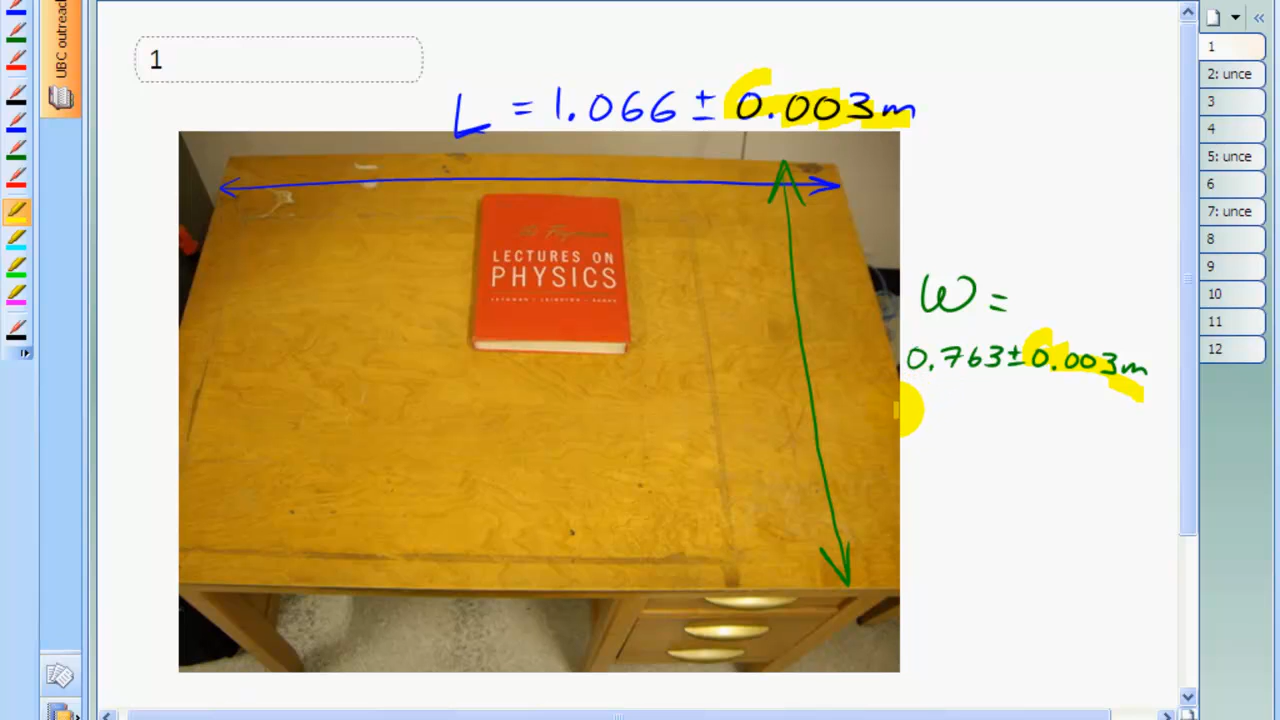 UBC outreach
1
L = 1.066 ± 0.003m
LECTURES ON
PHYSICS
W =
0.763±0.003m
1
2: unce
3
4
5: unce
6
7: unce
8
9
10
11
12